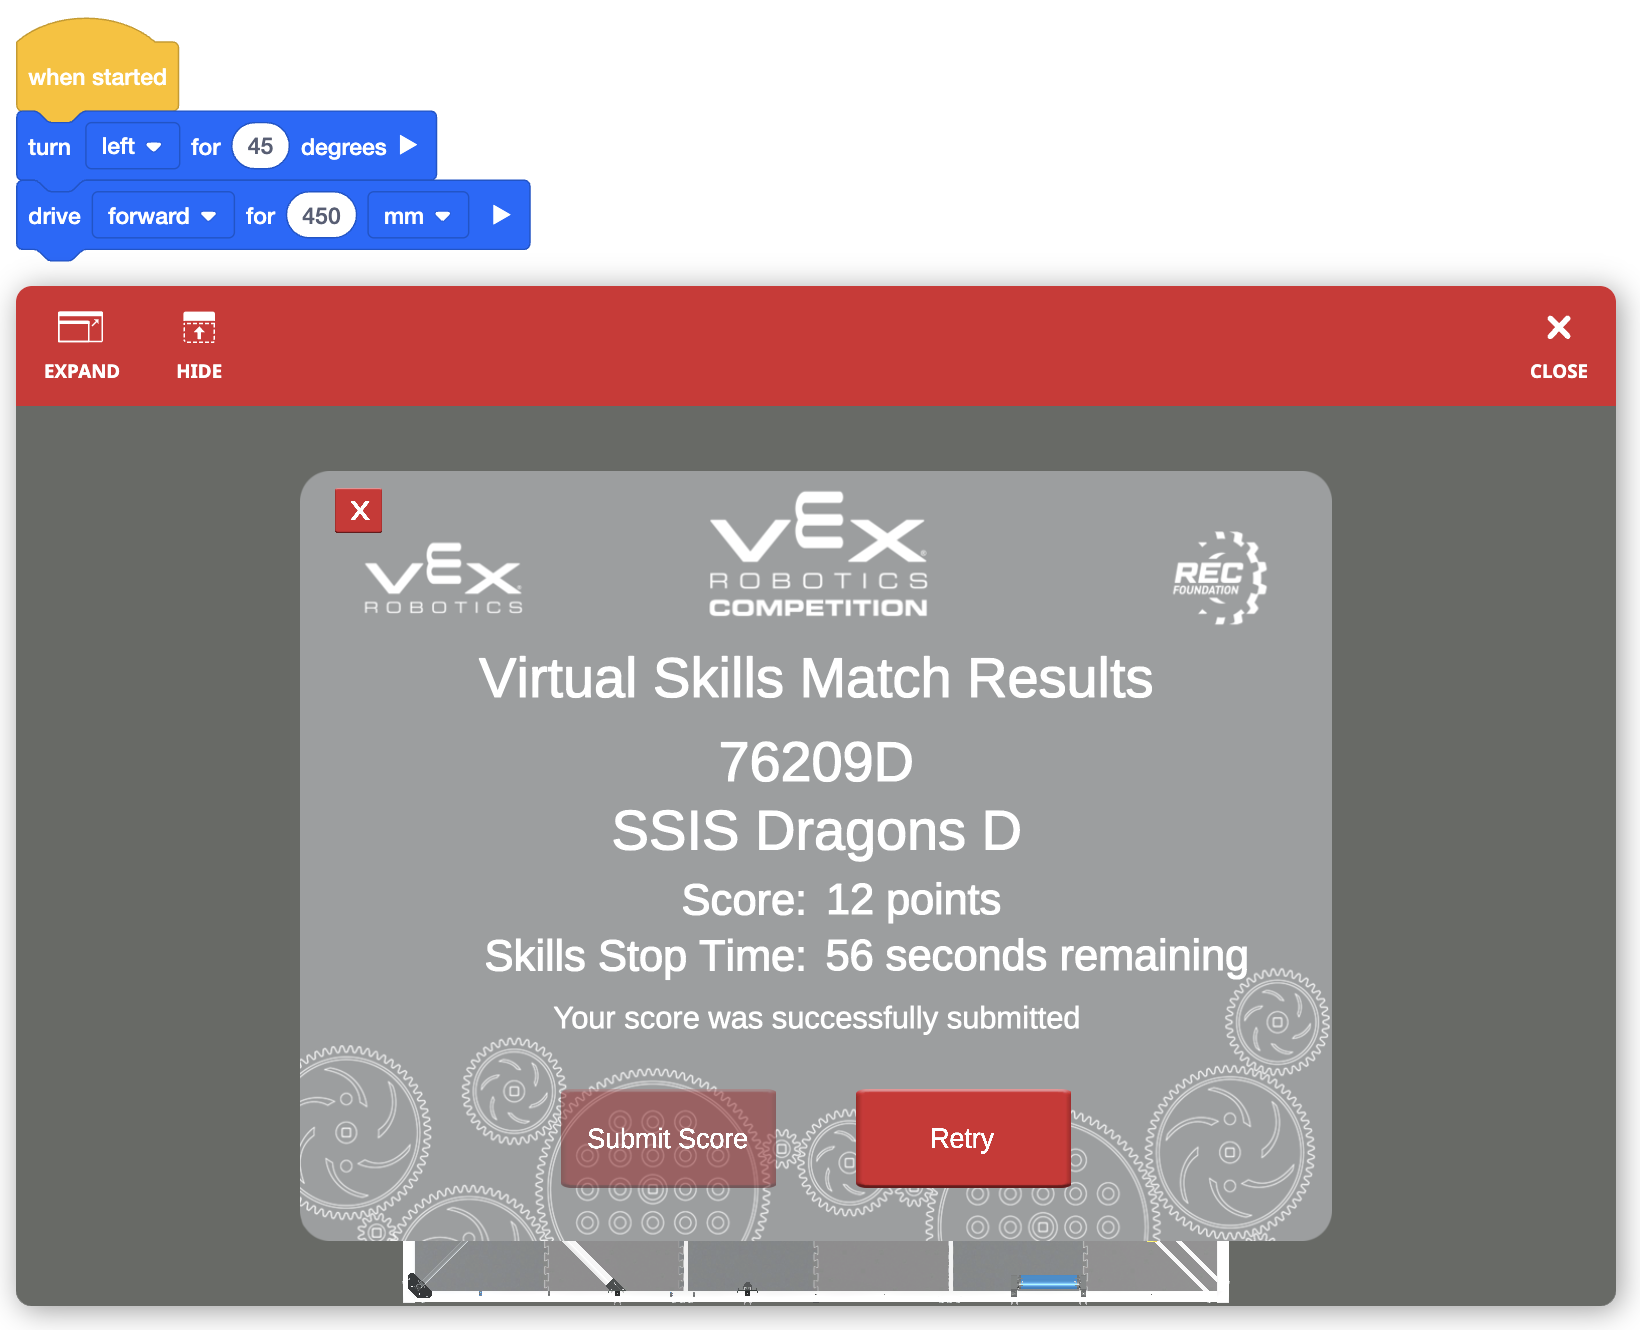 when started
turn left for 45 degrees
drive forward for 450 mm
EXPAND HIDE CLOSE
X
VEX ROBOTICS
VEX ROBOTICS COMPETITION
REC FOUNDATION
Virtual Skills Match Results
76209D
SSIS Dragons D
Score: 12 points
Skills Stop Time: 56 seconds remaining
Your score was successfully submitted
Submit Score Retry